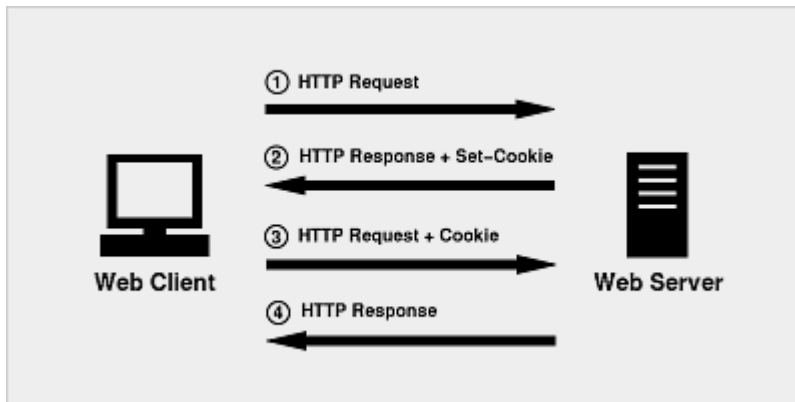 ① HTTP Request
② HTTP Response + Set-Cookie
③ HTTP Request + Cookie
④ HTTP Response
Web Client
Web Server